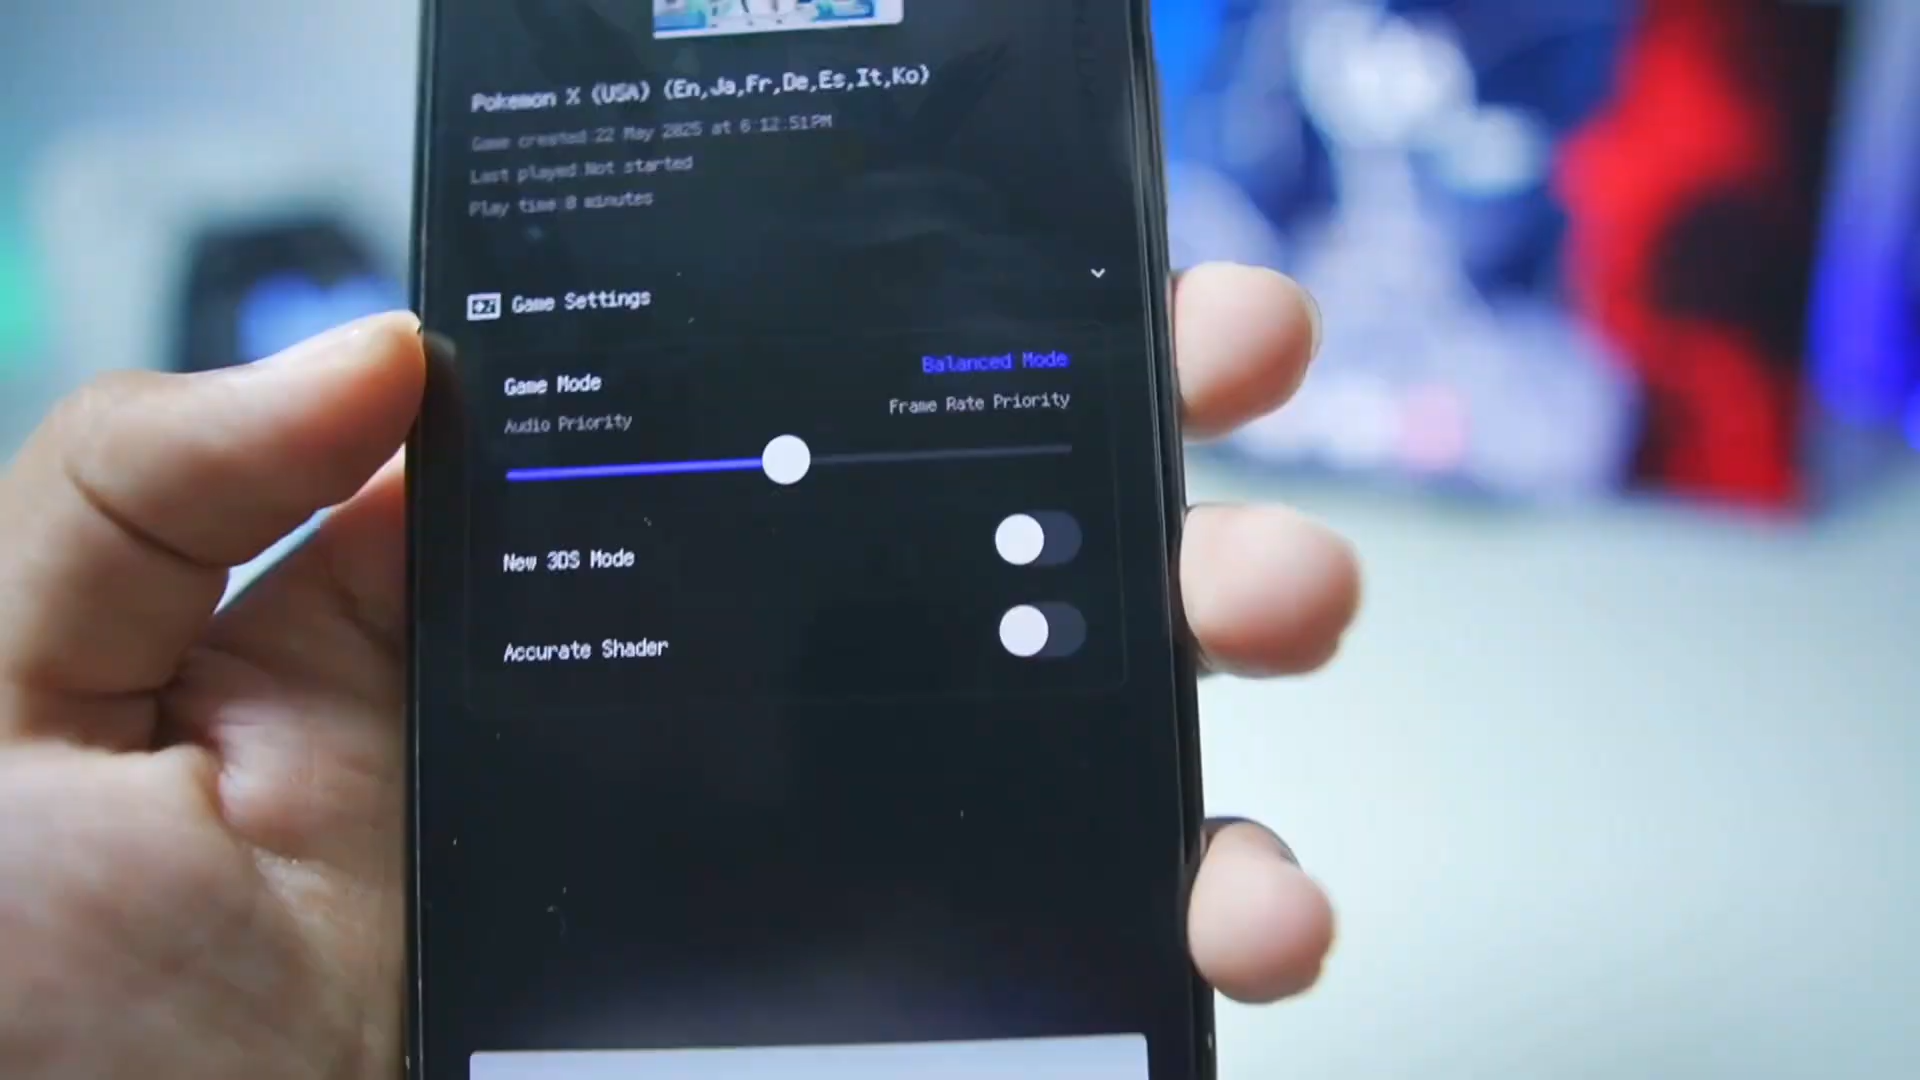 Pokemon X (USA) (En,Ja,Fr,De,Es,It,Ko)
Game created 22 May 2025 at 6:12:51PM
Last played Not started
Play time 0 minutes
Game Settings
Game Mode
Balanced Mode
Audio Priority
Frame Rate Priority
New 3DS Mode
Accurate Shader